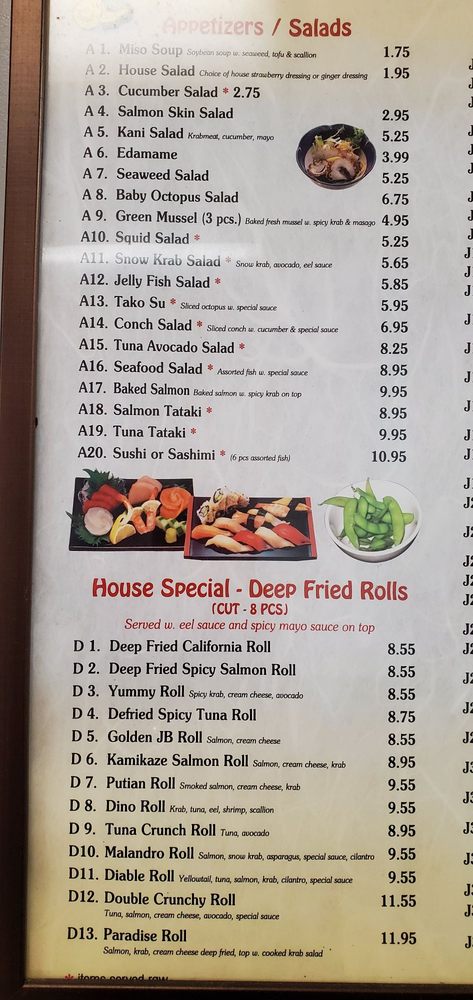 Appetizers / Salads
A 1. Miso Soup Soybean soup w. seaweed, tofu & scallion 1.75
A 2. House Salad Choice of house strawberry dressing or ginger dressing 1.95
A 3. Cucumber Salad * 2.75
A 4. Salmon Skin Salad 2.95
A 5. Kani Salad Krabmeat, cucumber, mayo 5.25
A 6. Edamame 3.99
A 7. Seaweed Salad 5.25
A 8. Baby Octopus Salad 6.75
A 9. Green Mussel (3 pcs.) Baked fresh mussel w. spicy krab & masago 4.95
A10. Squid Salad * 5.25
A11. Snow Krab Salad * Snow krab, avocado, eel sauce 5.65
A12. Jelly Fish Salad * 5.85
A13. Tako Su * Sliced octopus w. special sauce 5.95
A14. Conch Salad * Sliced conch w. cucumber & special sauce 6.95
A15. Tuna Avocado Salad * 8.25
A16. Seafood Salad * Assorted fish w. special sauce 8.95
A17. Baked Salmon Baked salmon w. spicy krab on top 9.95
A18. Salmon Tataki * 8.95
A19. Tuna Tataki * 9.95
A20. Sushi or Sashimi * (6 pcs assorted fish) 10.95
House Special - Deep Fried Rolls
(CUT - 8 PCS)
Served w. eel sauce and spicy mayo sauce on top
D 1. Deep Fried California Roll 8.55
D 2. Deep Fried Spicy Salmon Roll 8.55
D 3. Yummy Roll Spicy krab, cream cheese, avocado 8.55
D 4. Defried Spicy Tuna Roll 8.75
D 5. Golden JB Roll Salmon, cream cheese 8.55
D 6. Kamikaze Salmon Roll Salmon, cream cheese, krab 8.95
D 7. Putian Roll Smoked salmon, cream cheese, krab 9.55
D 8. Dino Roll Krab, tuna, eel, shrimp, scallion 9.55
D 9. Tuna Crunch Roll Tuna, avocado 8.95
D10. Malandro Roll Salmon, snow krab, asparagus, special sauce, cilantro 9.55
D11. Diable Roll Yellowtail, tuna, salmon, krab, cilantro, special sauce 9.55
D12. Double Crunchy Roll 11.55
Tuna, salmon, cream cheese, avocado, special sauce
D13. Paradise Roll 11.95
Salmon, krab, cream cheese deep fried, top w. cooked krab salad
* items served raw